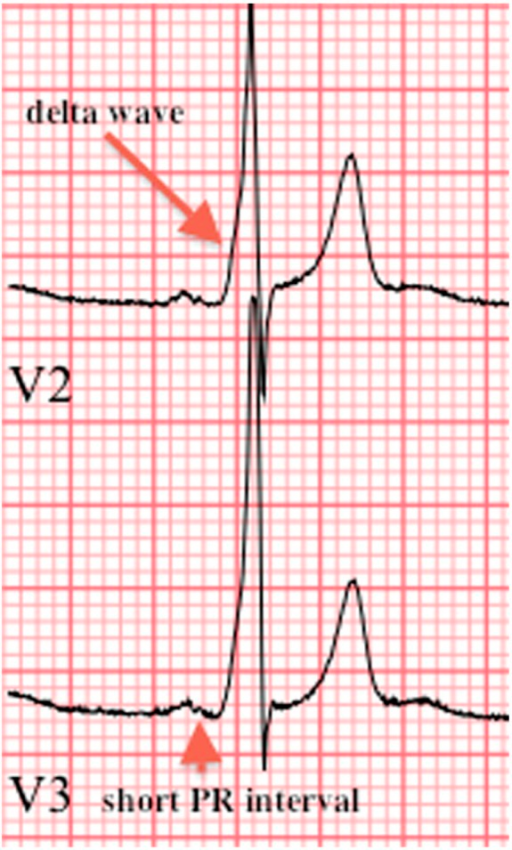 delta wave
V2
V3
short PR interval